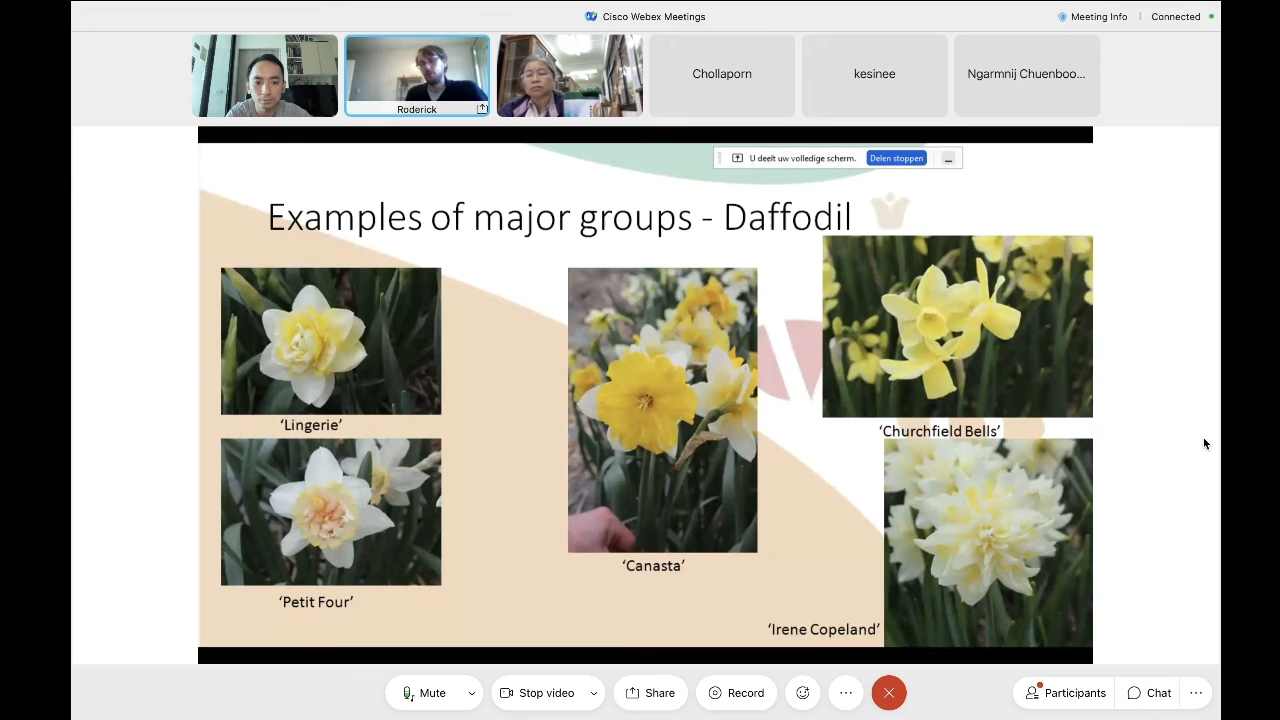 Cisco Webex Meetings
Meeting Info
Connected
Roderick
Chollaporn
kesinee
Ngarmnij Chuenboo...
U deelt uw volledige scherm.
Delen stoppen
Examples of major groups - Daffodil
‘Lingerie’
‘Churchfield Bells’
‘Canasta’
‘Petit Four’
‘Irene Copeland’
Mute
Stop video
Share
Record
Participants
Chat